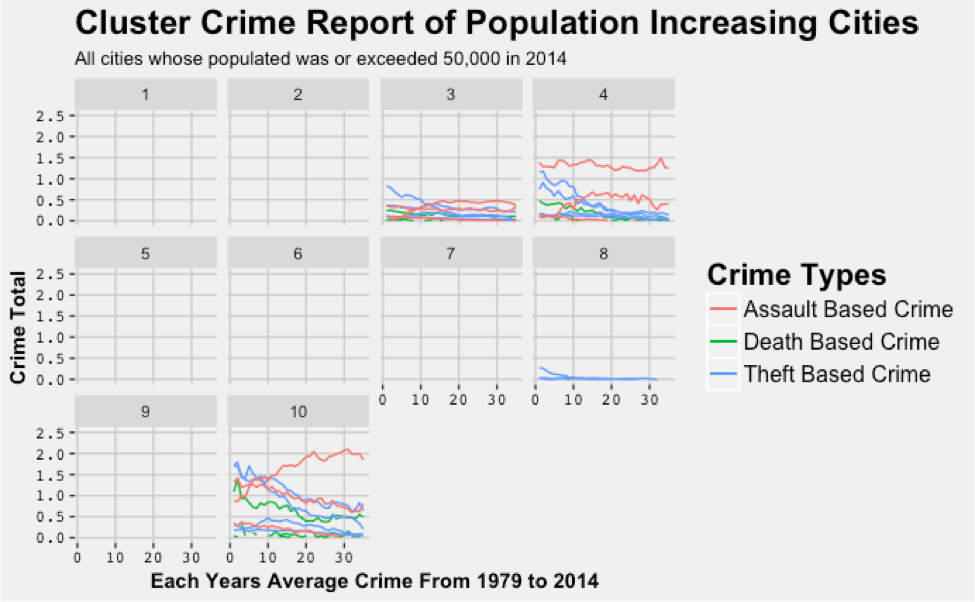 Cluster Crime Report of Population Increasing Cities
All cities whose populated was or exceeded 50,000 in 2014
1 2 3 4
2.5
2.0
1.5
1.0
0.5
0.0
5 6 7 8
2.5
2.0
1.5
1.0
0.5
0.0
0 10 20 30 0 10 20 30
9 10
2.5
2.0
1.5
1.0
0.5
0.0
0 10 20 30 0 10 20 30
Crime Total
Each Years Average Crime From 1979 to 2014
Crime Types
Assault Based Crime
Death Based Crime
Theft Based Crime